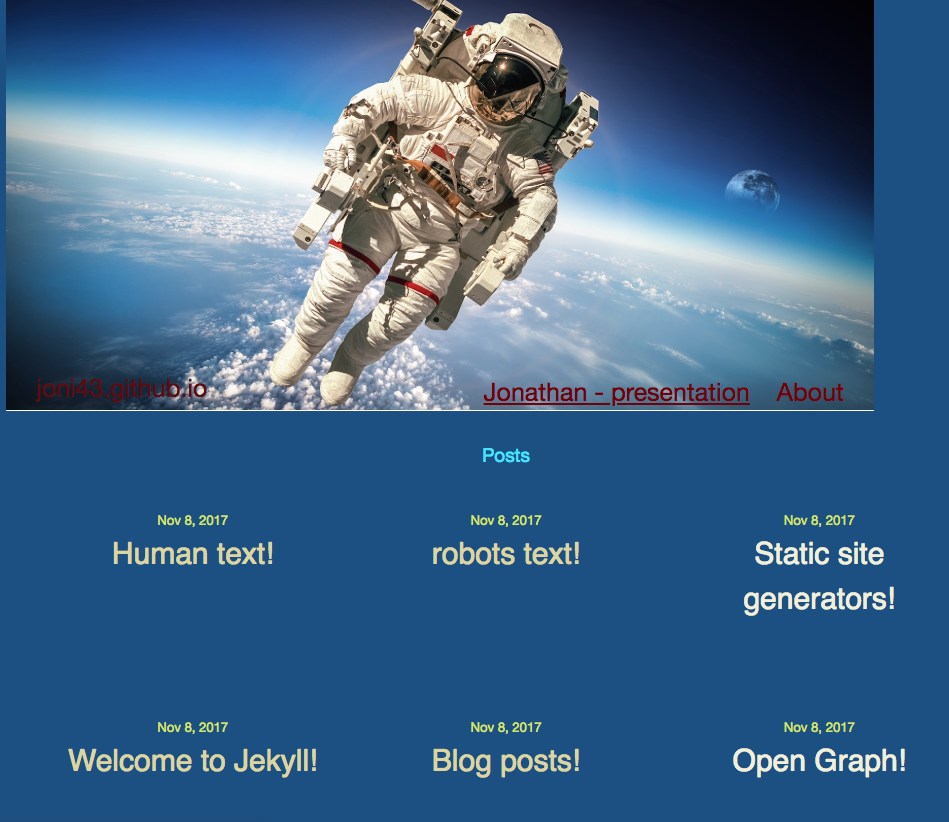 joni43.github.io
Jonathan - presentation About
Posts
Nov 8, 2017 Nov 8, 2017 Nov 8, 2017
Human text! robots text! Static site
generators!
Nov 8, 2017 Nov 8, 2017 Nov 8, 2017
Welcome to Jekyll! Blog posts! Open Graph!